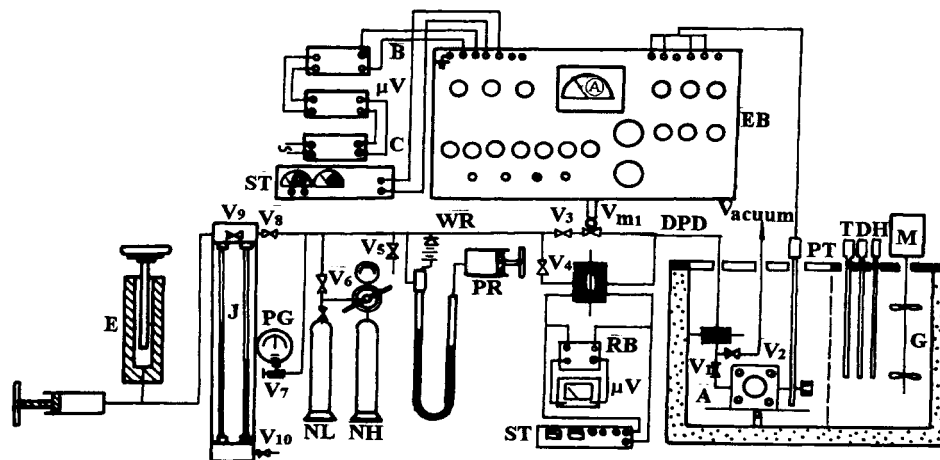 B
μV
C
ST
A
EB
V9
V8
WR
V3
Vm1
DPD
Vacuum
V5
V4
V6
PR
PT
TDH
M
E
J
PG
V7
NL
NH
V10
RB
μV
ST
V1
V2
A
B
G